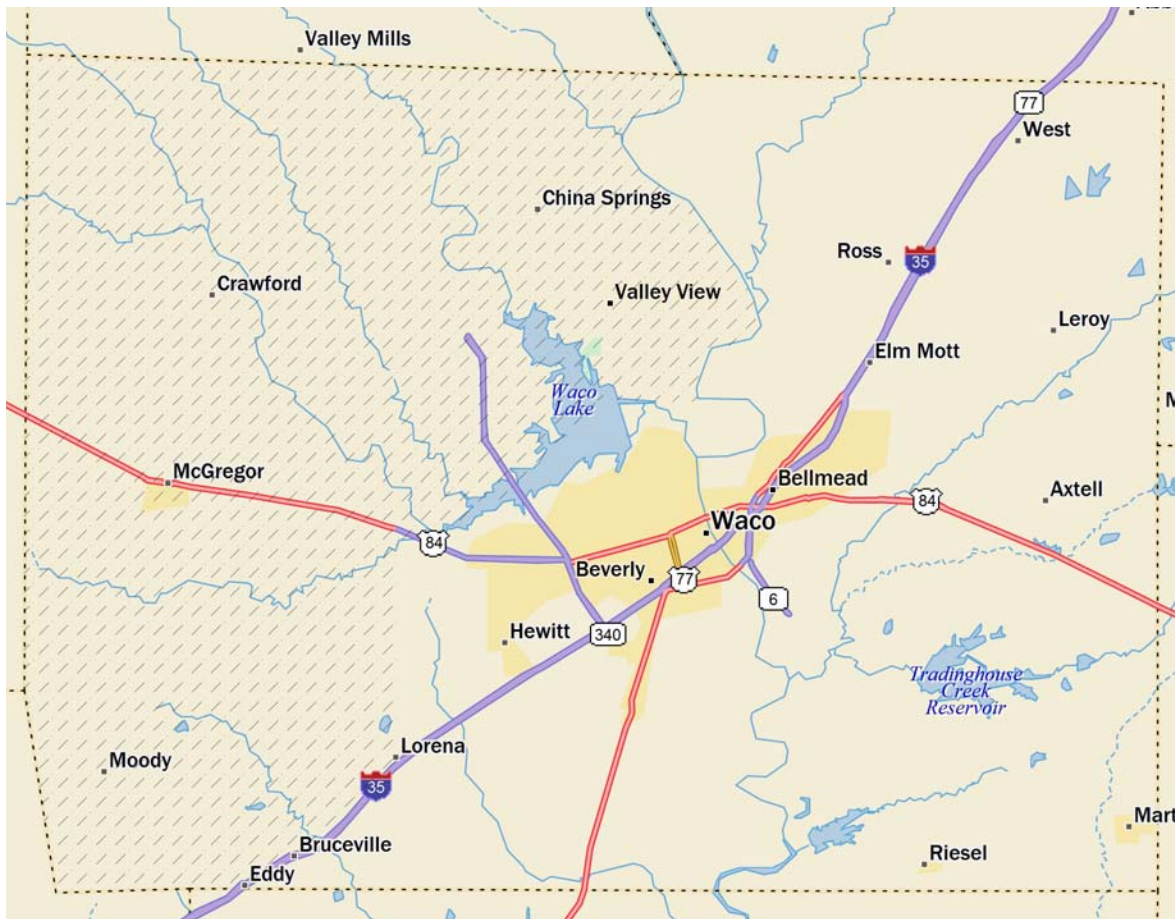 Valley Mills
77
West
China Springs
Ross
35
Crawford
Valley View
Leroy
Elm Mott
Waco
Lake
McGregor
Bellmead
Axtell
84
84
Waco
Beverly
77
6
Hewitt
340
Tradinghouse
Creek
Reservoir
Lorena
Moody
35
Mart
Bruceville
Riesel
Eddy